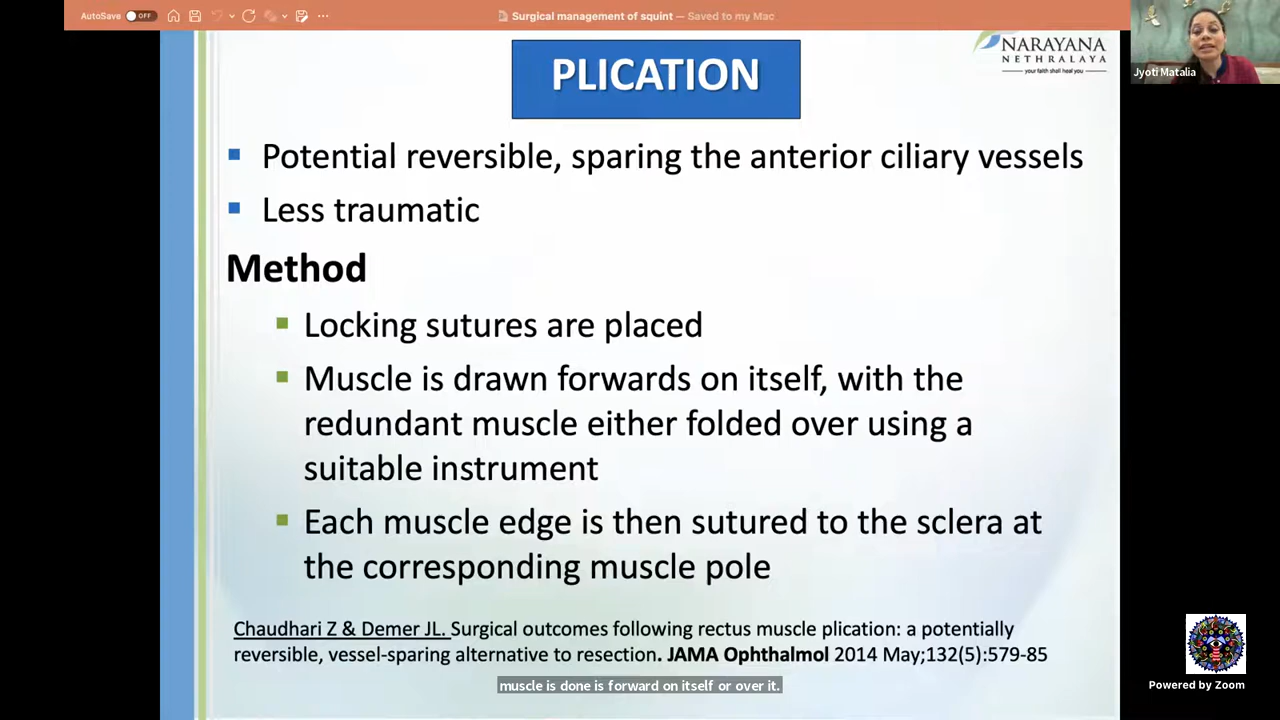 AutoSave OFF
Surgical management of squint — Saved to my Mac
NARAYANA
NETHRALAYA
your faith shall heal you
Jyoti Matalia
PLICATION
Potential reversible, sparing the anterior ciliary vessels
Less traumatic
Method
Locking sutures are placed
Muscle is drawn forwards on itself, with the
redundant muscle either folded over using a
suitable instrument
Each muscle edge is then sutured to the sclera at
the corresponding muscle pole
Chaudhari Z & Demer JL. Surgical outcomes following rectus muscle plication: a potentially
reversible, vessel-sparing alternative to resection. JAMA Ophthalmol 2014 May;132(5):579-85
muscle is done is forward on itself or over it.
Powered by Zoom